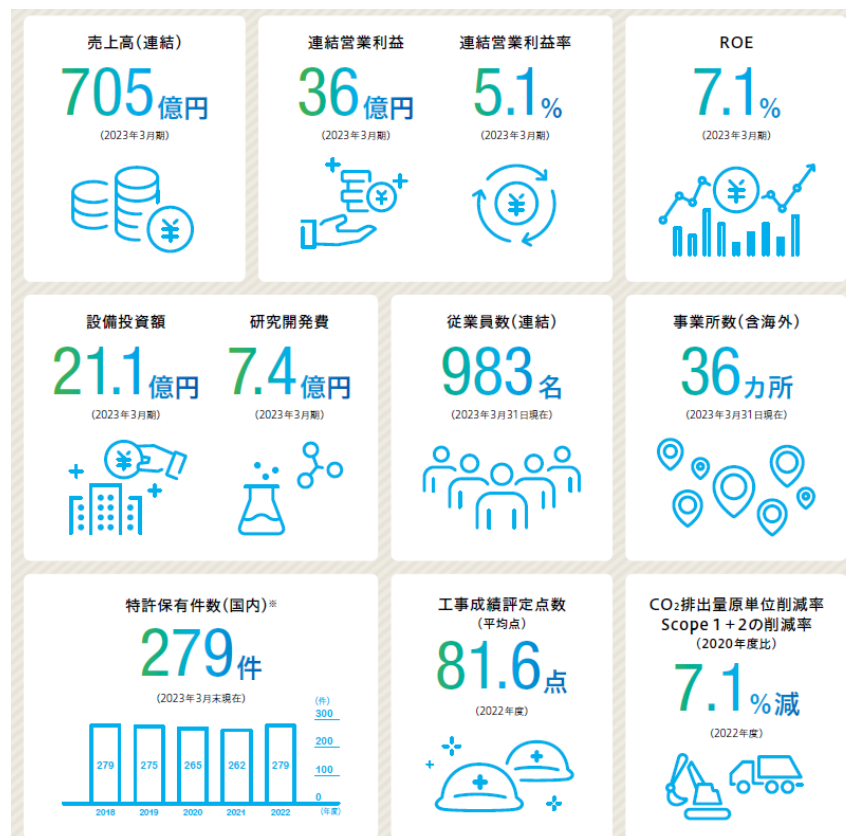 売上高(連結)
705億円
(2023年3月期)
連結営業利益
36億円
(2023年3月期)
連結営業利益率
5.1%
(2023年3月期)
ROE
7.1%
(2023年3月期)
設備投資額
21.1億円
(2023年3月期)
研究開発費
7.4億円
(2023年3月期)
従業員数(連結)
983名
(2023年3月31日現在)
事業所数(含海外)
36カ所
(2023年3月31日現在)
特許保有件数(国内)※
279件
(2023年3月末現在)
(件)
300
200
100
0
279 275 265 262 279
2018 2019 2020 2021 2022 (年度)
工事成績評定点数
(平均点)
81.6点
(2022年度)
CO₂排出量原単位削減率
Scope 1+2の削減率
(2020年度比)
7.1%減
(2022年度)